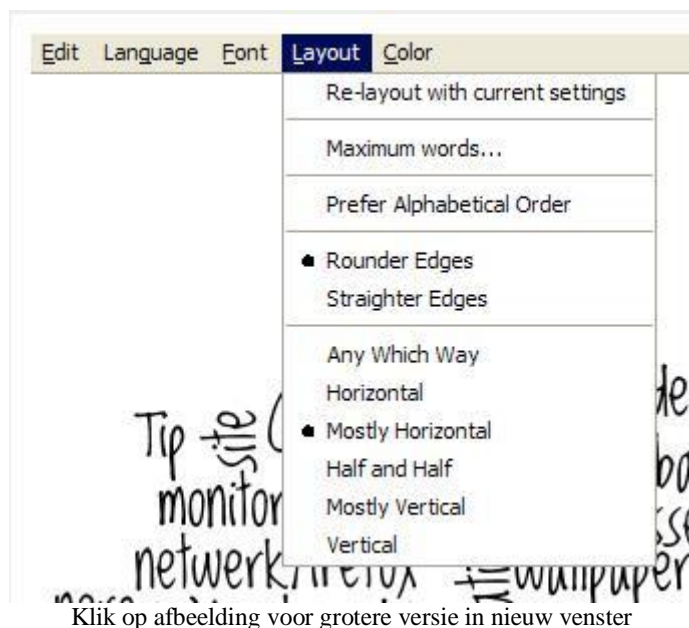 Edit Language Font Layout Color
Re-layout with current settings
Maximum words...
Prefer Alphabetical Order
Rounder Edges
Straighter Edges
Any Which Way
Horizontal
Mostly Horizontal
Half and Half
Mostly Vertical
Vertical
Tip site
monitor
netwerk firefox wallpaper
Klik op afbeelding voor grotere versie in nieuw venster